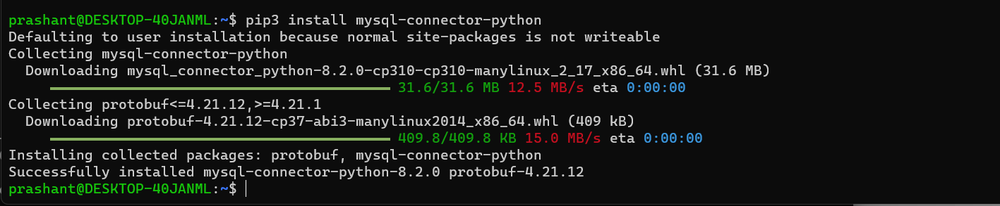 prashant@DESKTOP-40JANML:~$ pip3 install mysql-connector-python
Defaulting to user installation because normal site-packages is not writeable
Collecting mysql-connector-python
  Downloading mysql_connector_python-8.2.0-cp310-cp310-manylinux_2_17_x86_64.whl (31.6 MB)
31.6/31.6 MB 12.5 MB/s eta 0:00:00
Collecting protobuf<=4.21.12,>=4.21.1
  Downloading protobuf-4.21.12-cp37-abi3-manylinux2014_x86_64.whl (409 kB)
409.8/409.8 KB 15.0 MB/s eta 0:00:00
Installing collected packages: protobuf, mysql-connector-python
Successfully installed mysql-connector-python-8.2.0 protobuf-4.21.12
prashant@DESKTOP-40JANML:~$